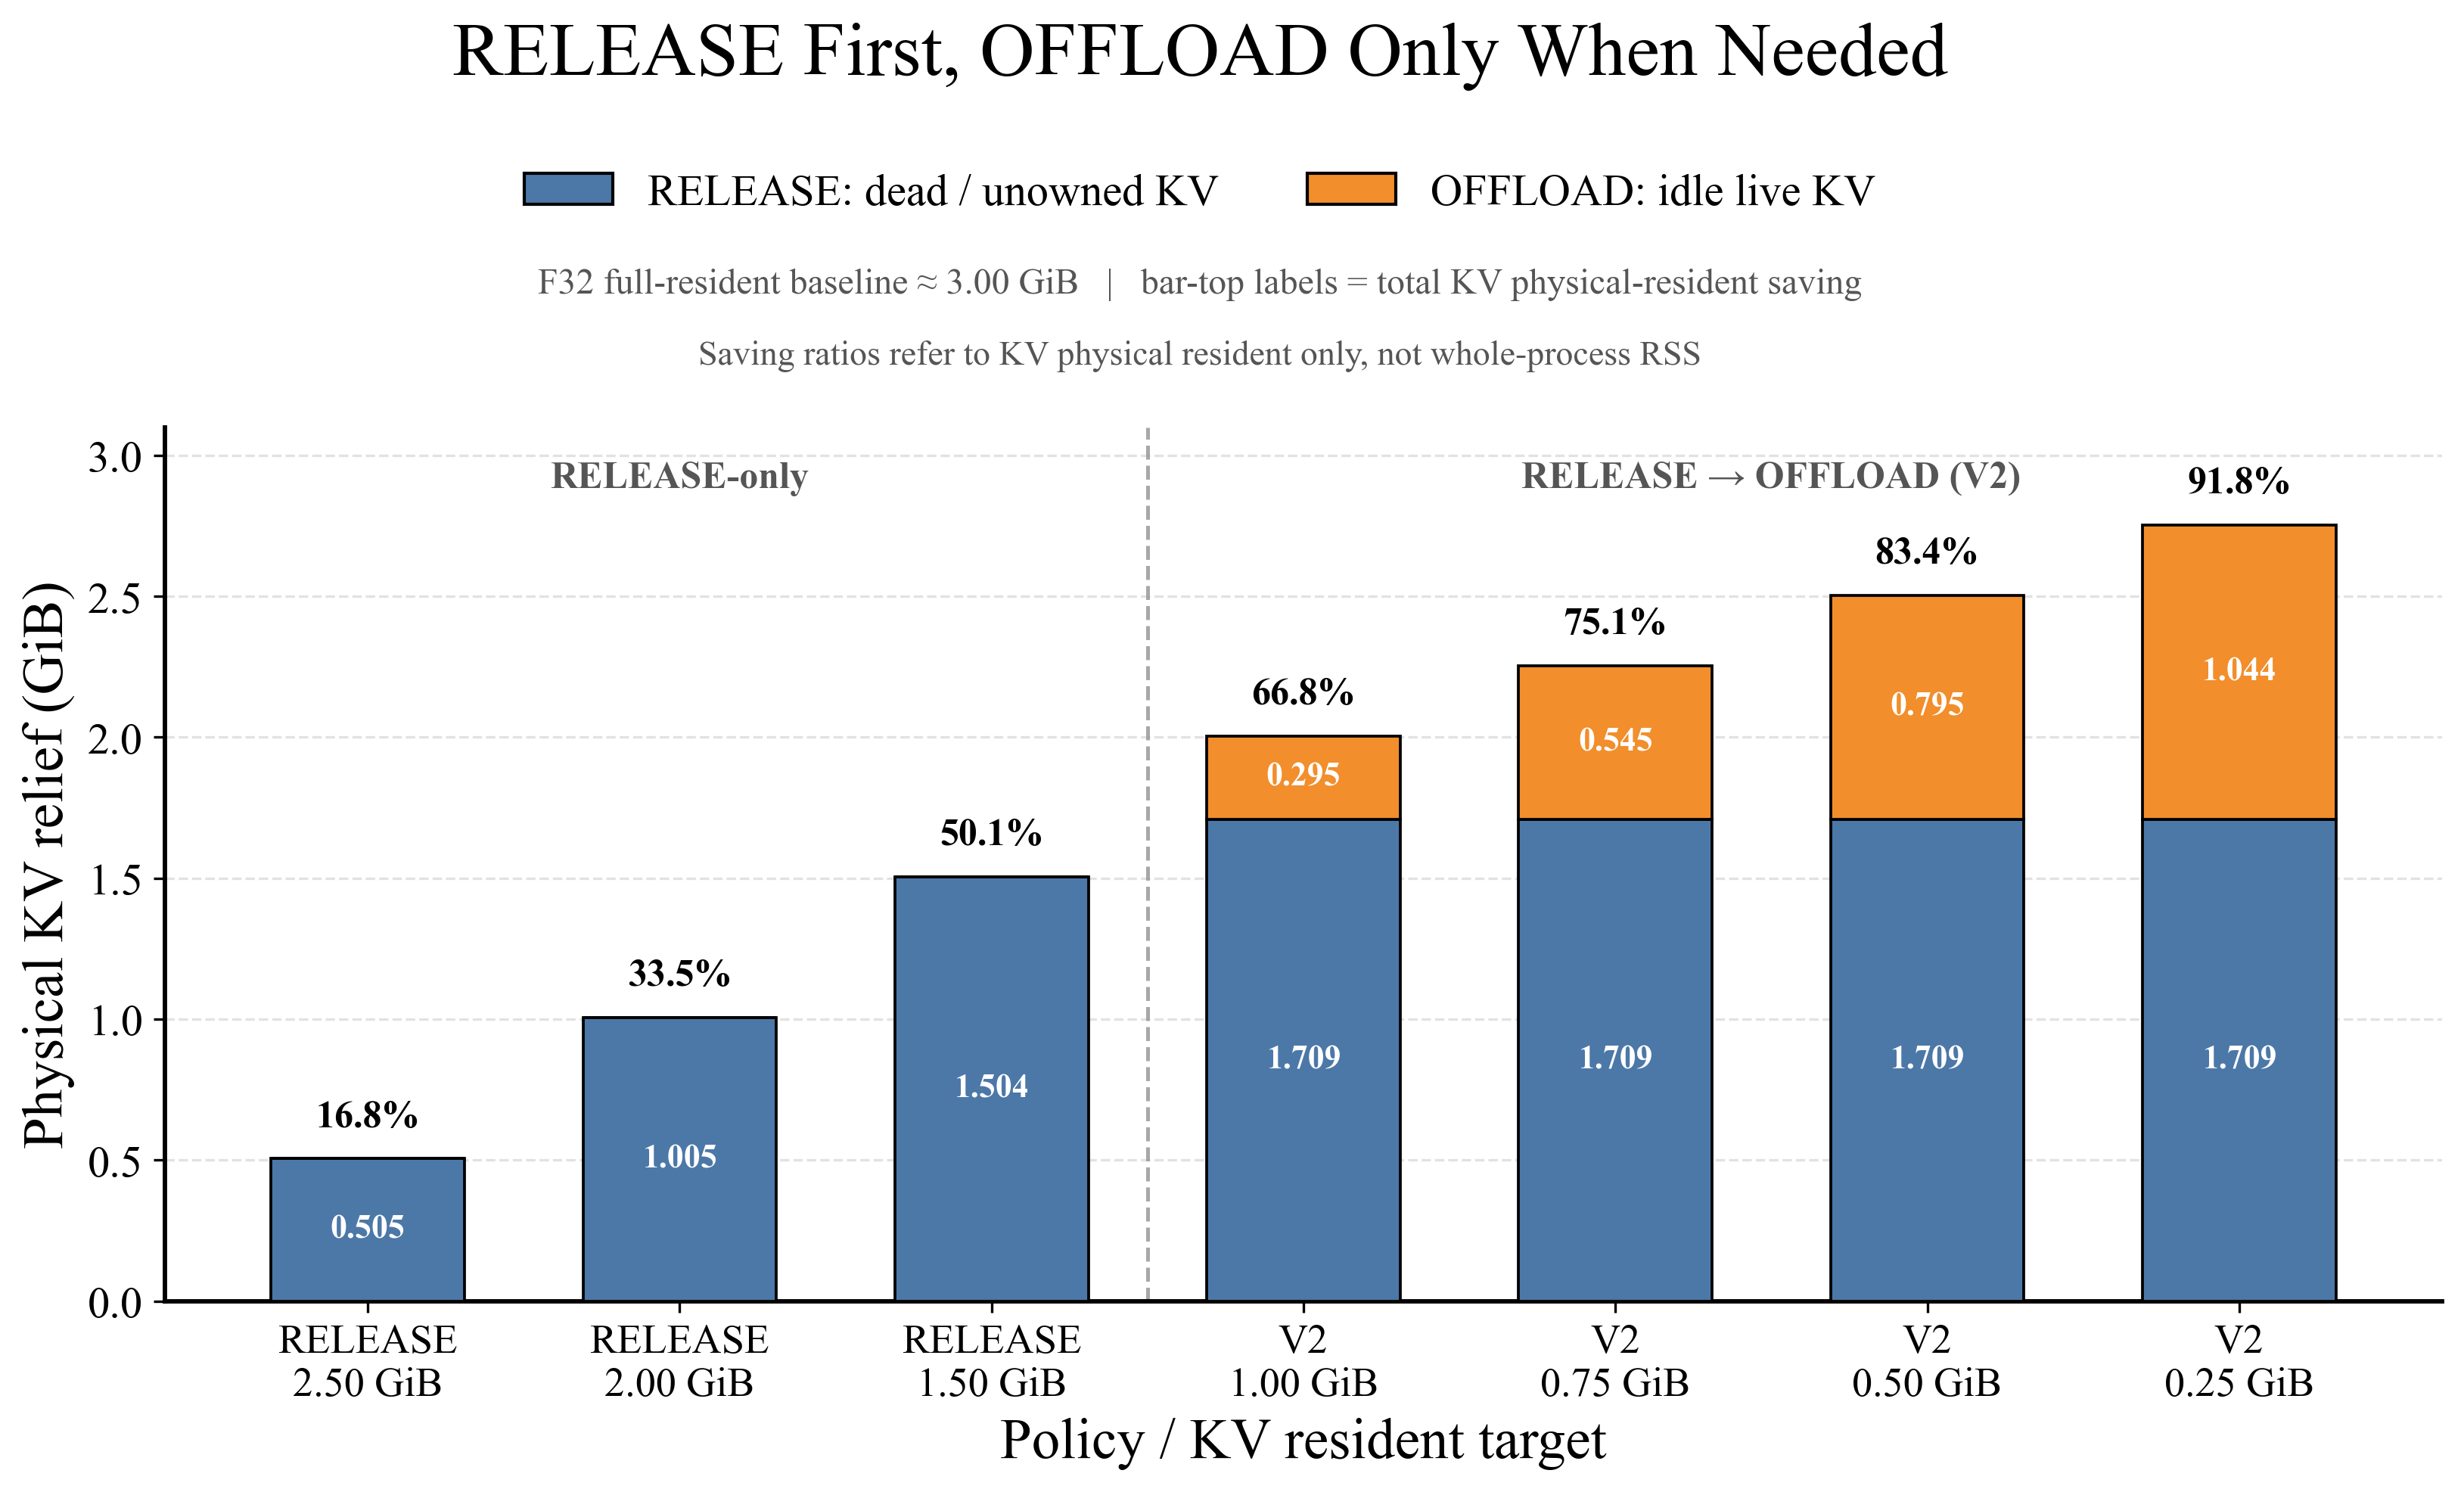 RELEASE First, OFFLOAD Only When Needed
RELEASE: dead / unowned KV
OFFLOAD: idle live KV
F32 full-resident baseline ≈ 3.00 GiB | bar-top labels = total KV physical-resident saving
Saving ratios refer to KV physical resident only, not whole-process RSS
Physical KV relief (GiB)
3.0
2.5
2.0
1.5
1.0
0.5
0.0
RELEASE-only
RELEASE → OFFLOAD (V2)
16.8%
0.505
33.5%
1.005
50.1%
1.504
66.8%
0.295
1.709
75.1%
0.545
1.709
83.4%
0.795
1.709
91.8%
1.044
1.709
RELEASE
2.50 GiB
RELEASE
2.00 GiB
RELEASE
1.50 GiB
V2
1.00 GiB
V2
0.75 GiB
V2
0.50 GiB
V2
0.25 GiB
Policy / KV resident target